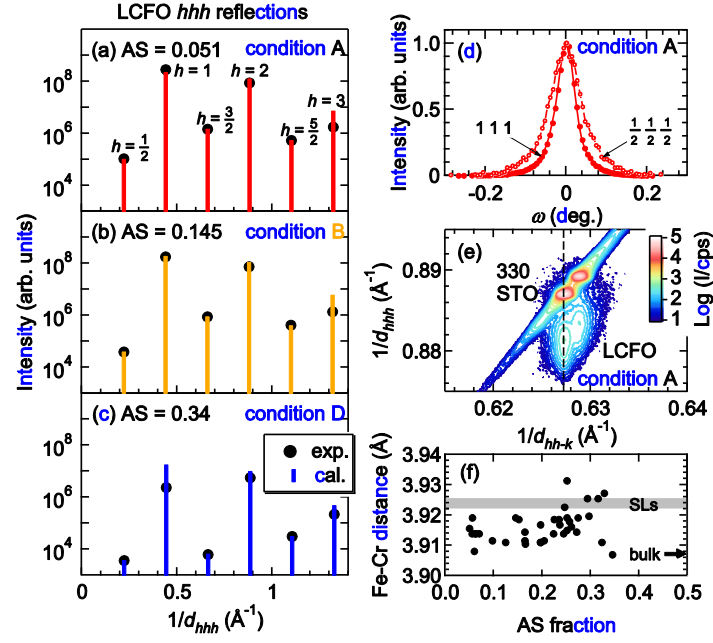 LCFO hhh reflections
(a) AS = 0.051 condition A
10^8
10^6
10^4
h = 1/2
h = 1
h = 3/2
h = 2
h = 5/2
h = 3
(b) AS = 0.145 condition B
10^8
10^6
10^4
Intensity (arb. units)
(c) AS = 0.34 condition D
10^8
10^6
10^4
exp.
cal.
0 0.5 1
1/d_hhh (Å^-1)
(d) condition A
Intensity (arb. units)
1
0.5
0
1 1 1
1/2 1/2 1/2
-0.2 0 0.2
ω (deg.)
(e)
330
STO
LCFO
condition A
1/d_hhh (Å^-1)
0.89
0.88
5
4
3
2
1
Log (I/cps)
0.62 0.63 0.64
1/d_hh-k (Å^-1)
(f)
Fe-Cr distance (Å)
3.94
3.93
3.92
3.91
3.90
SLs
bulk
0 0.1 0.2 0.3 0.4 0.5
AS fraction